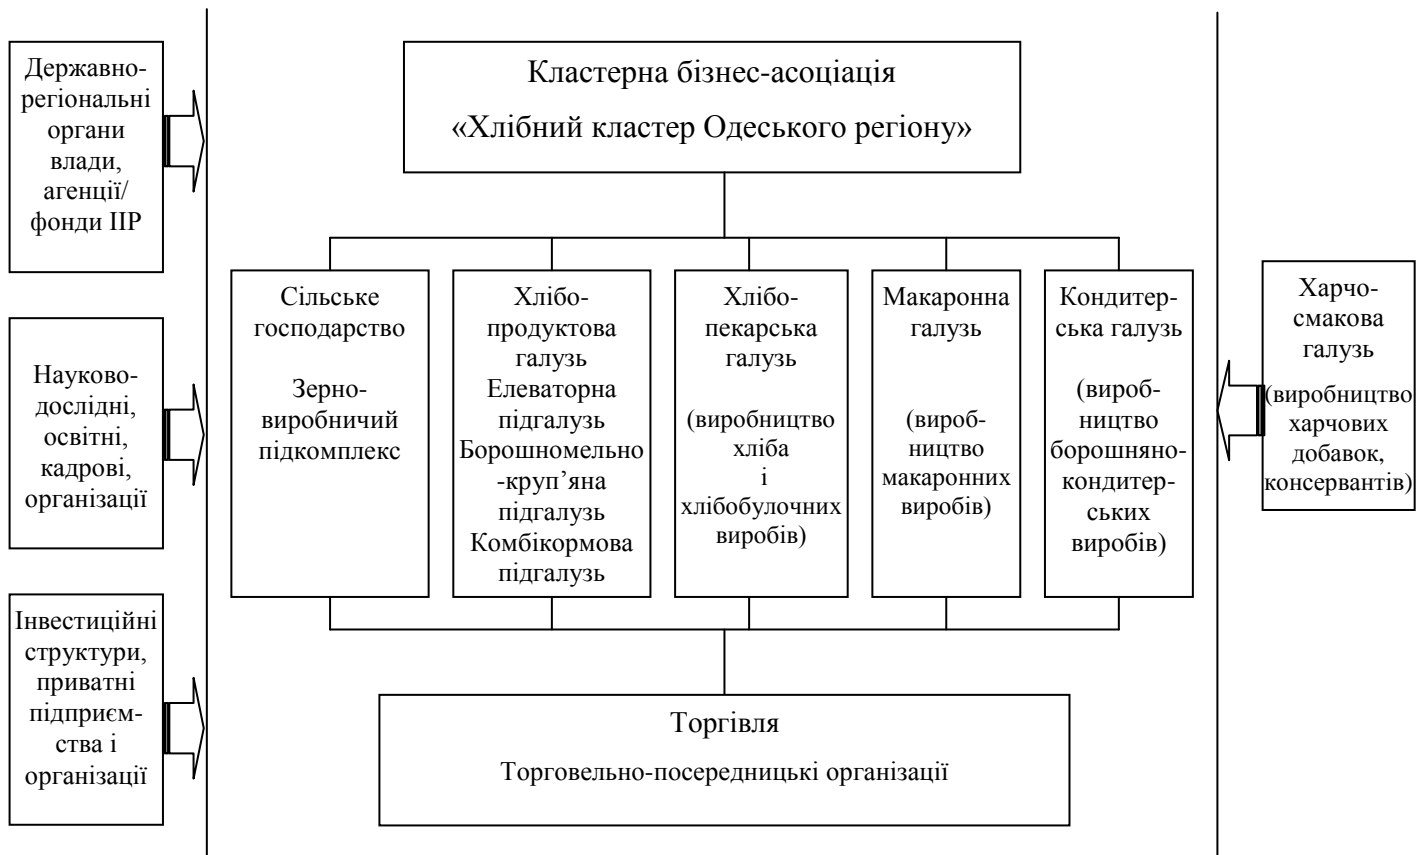 Державно-
регіональні
органи
влади,
агенції/
фонди ІІР
Науково-
дослідні,
освітні,
кадрові,
організації
Інвестиційні
структури,
приватні
підприєм-
ства і
організації
Кластерна бізнес-асоціація
«Хлібний кластер Одеського регіону»
Сільське
господарство
Зерно-
виробничий
підкомплекс
Хлібо-
продуктова
галузь
Елеваторна
підгалузь
Борошномельно
-круп’яна
підгалузь
Комбікормова
підгалузь
Хлібо-
пекарська
галузь
(виробництво
хліба
і
хлібобулочних
виробів)
Макаронна
галузь
(вироб-
ництво
макаронних
виробів)
Кондитер-
ська галузь
(вироб-
ництво
борошняно-
кондитер-
ських
виробів)
Торгівля
Торговельно-посередницькі організації
Харчо-
смакова
галузь
(виробництво
харчових
добавок,
консервантів)